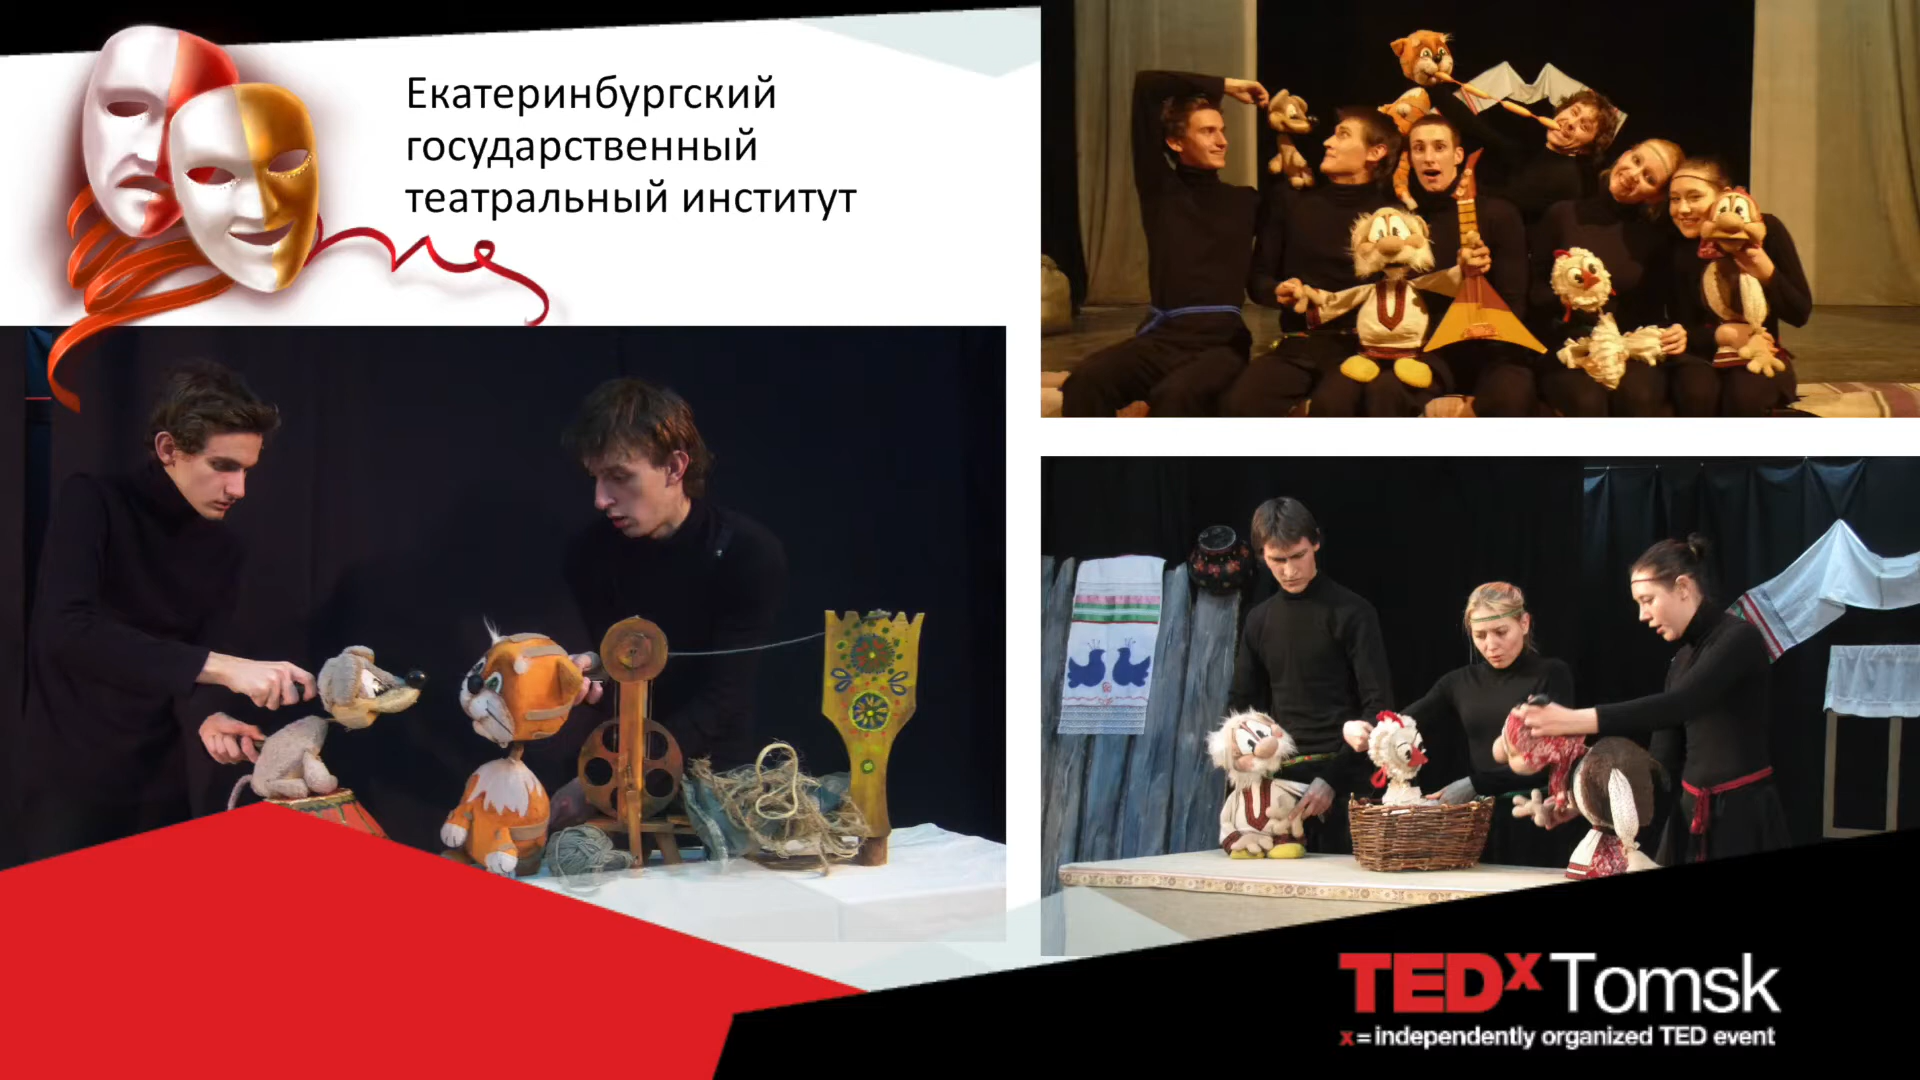 Екатеринбургский
государственный
театральный институт
TEDxTomsk
x=independently organized TED event